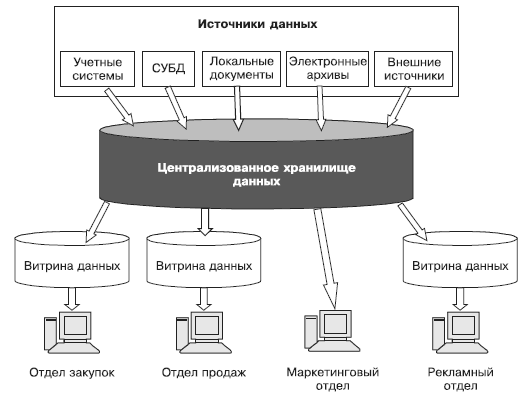 Источники данных
Учетные
системы
СУБД
Локальные
документы
Электронные
архивы
Внешние
источники
Централизованное хранилище
данных
Витрина данных
Витрина данных
Витрина данных
Отдел закупок
Отдел продаж
Маркетинговый
отдел
Рекламный
отдел